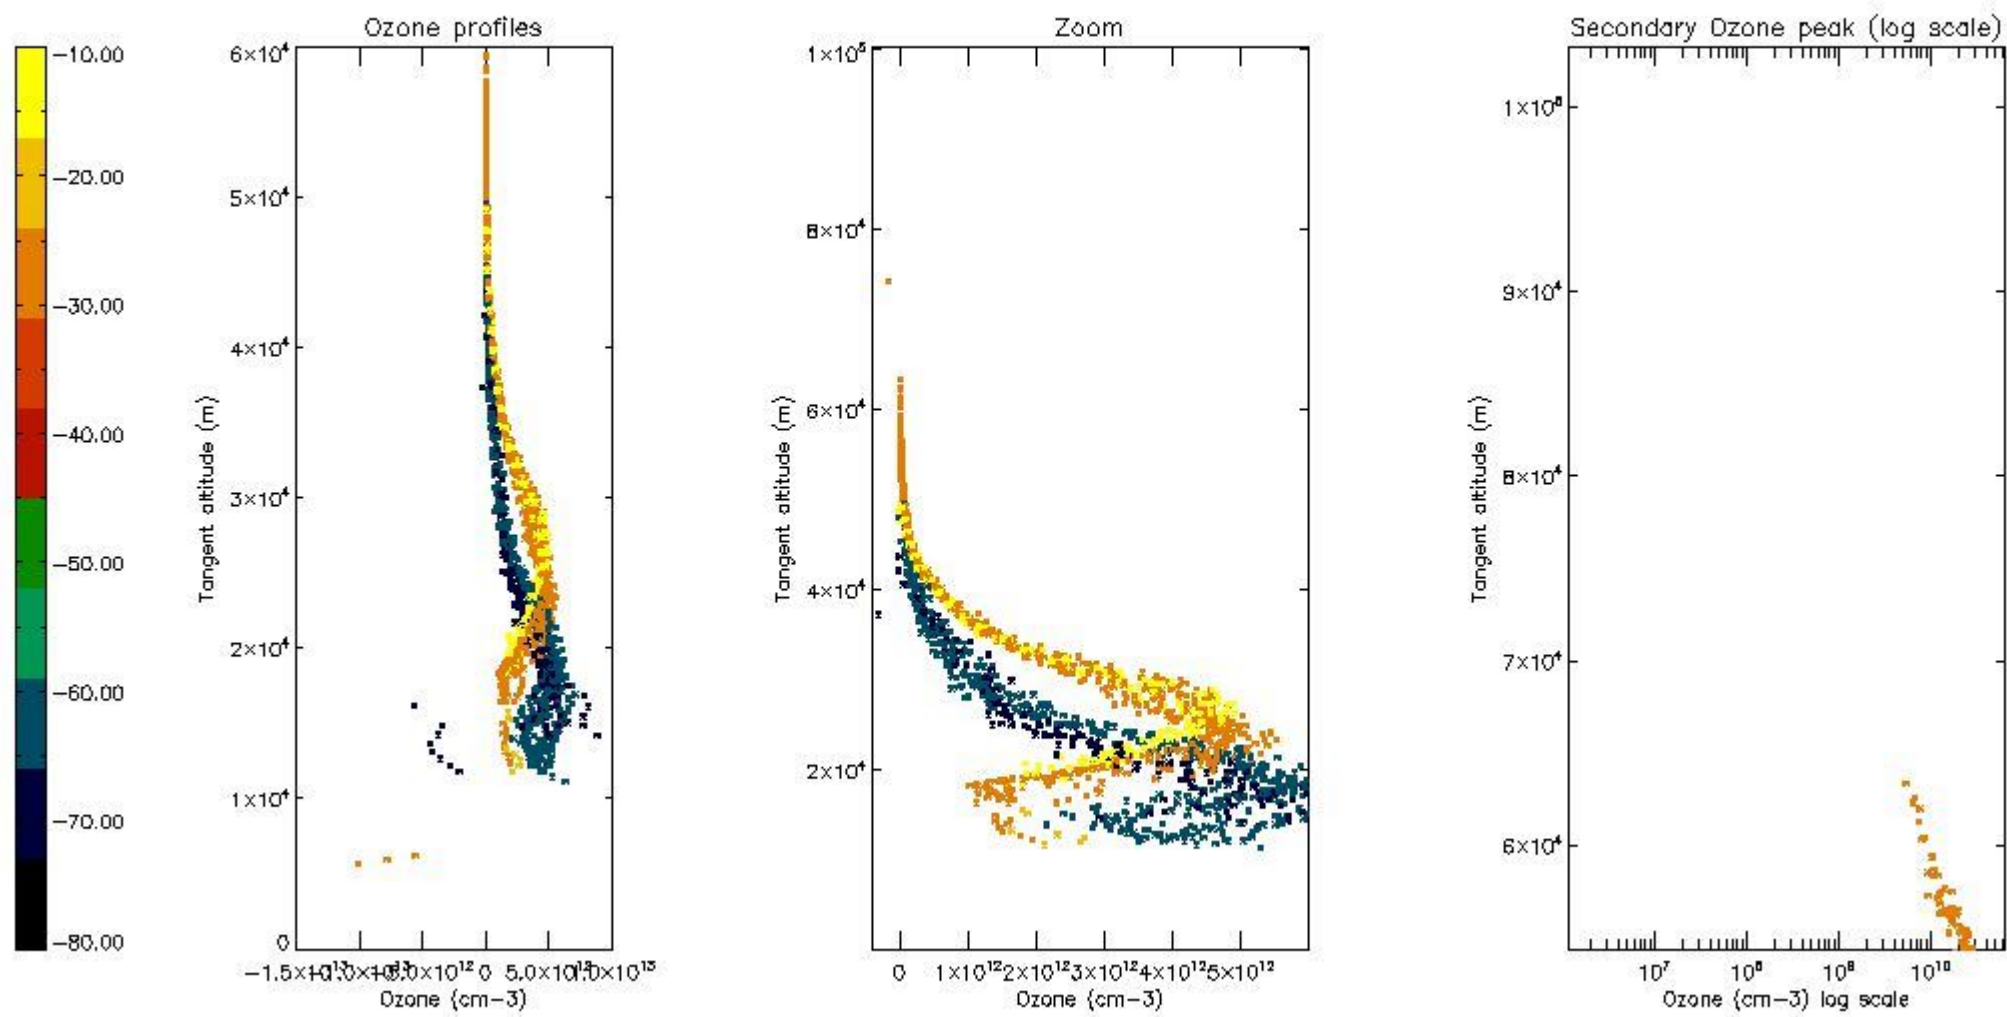 Ozone profiles
Zoom
Secondary Ozone peak (log scale)
−10.00
−20.00
−30.00
−40.00
−50.00
−60.00
−70.00
−80.00
6×10⁴
5×10⁴
4×10⁴
3×10⁴
2×10⁴
1×10⁴
0
Tangent altitude (m)
0
Ozone (cm−3)
1×10⁵
8×10⁴
6×10⁴
4×10⁴
2×10⁴
Tangent altitude (m)
0 1×10¹² 2×10¹² 3×10¹² 4×10¹² 5×10¹²
Ozone (cm−3)
9×10⁴
8×10⁴
7×10⁴
6×10⁴
Tangent altitude (m)
10⁷ 10⁸ 10⁹ 10¹⁰
Ozone (cm−3) log scale